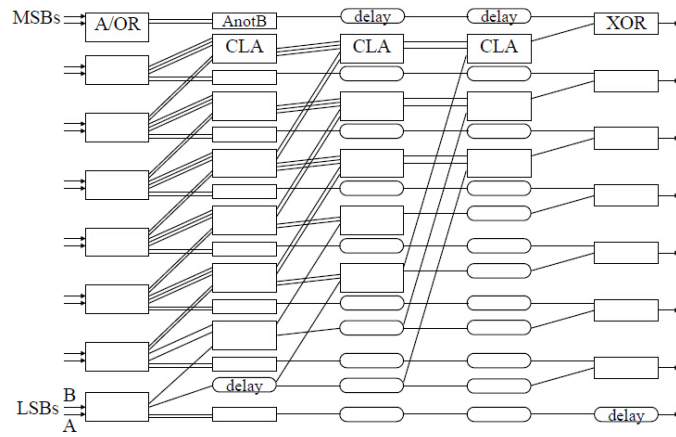 MSBs A/OR AnotB delay delay XOR
CLA CLA CLA
delay
B
LSBs
A
delay